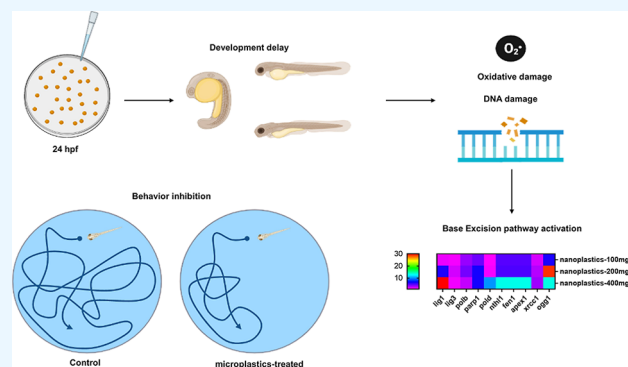 Development delay
24 hpf
O₂•
Oxidative damage
DNA damage
Behavior inhibition
Control
microplastics-treated
Base Excision pathway activation
30
20
10
nanoplastics-100mg
nanoplastics-200mg
nanoplastics-400mg
lig1
lig3
polb
parp1
pold
nthl1
fen1
apex1
xrcc1
ogg1